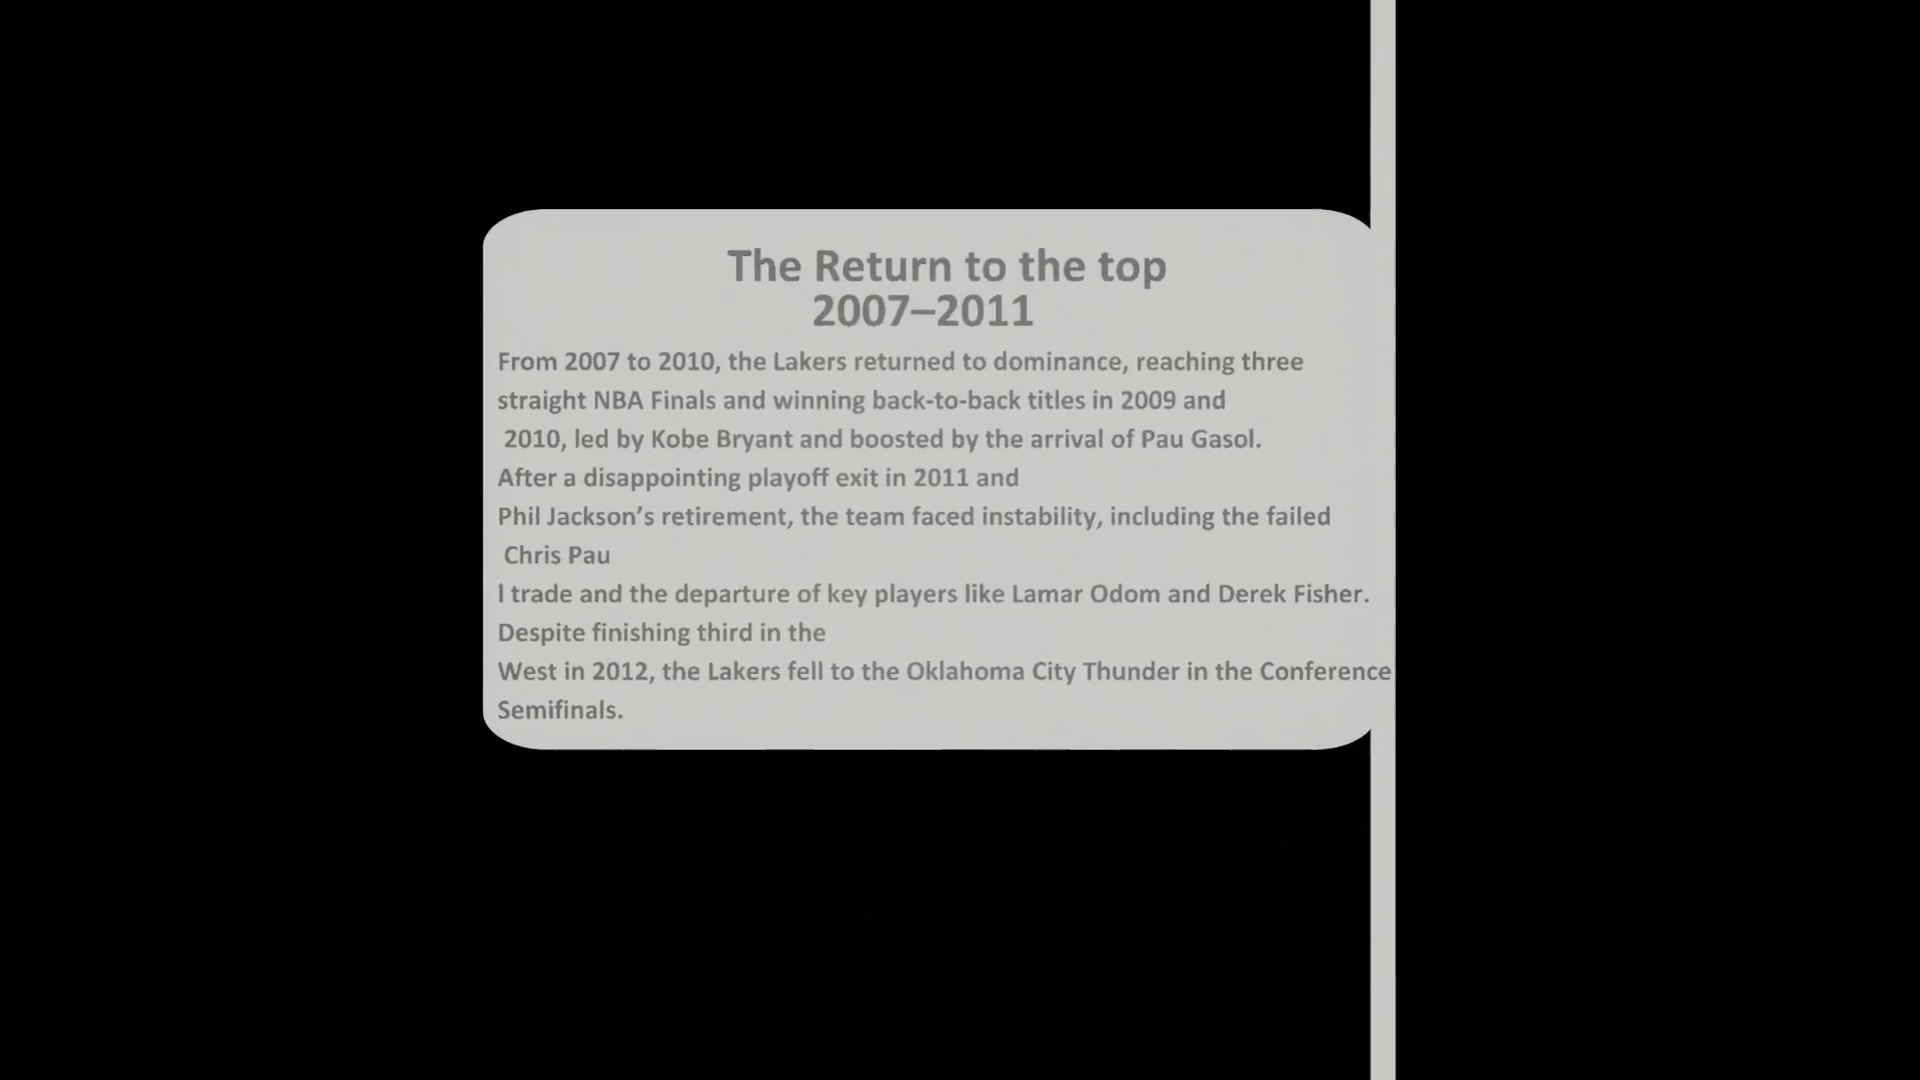 The Return to the top
2007–2011
From 2007 to 2010, the Lakers returned to dominance, reaching three
straight NBA Finals and winning back-to-back titles in 2009 and
2010, led by Kobe Bryant and boosted by the arrival of Pau Gasol.
After a disappointing playoff exit in 2011 and
Phil Jackson’s retirement, the team faced instability, including the failed
Chris Pau
l trade and the departure of key players like Lamar Odom and Derek Fisher.
Despite finishing third in the
West in 2012, the Lakers fell to the Oklahoma City Thunder in the Conference
Semifinals.